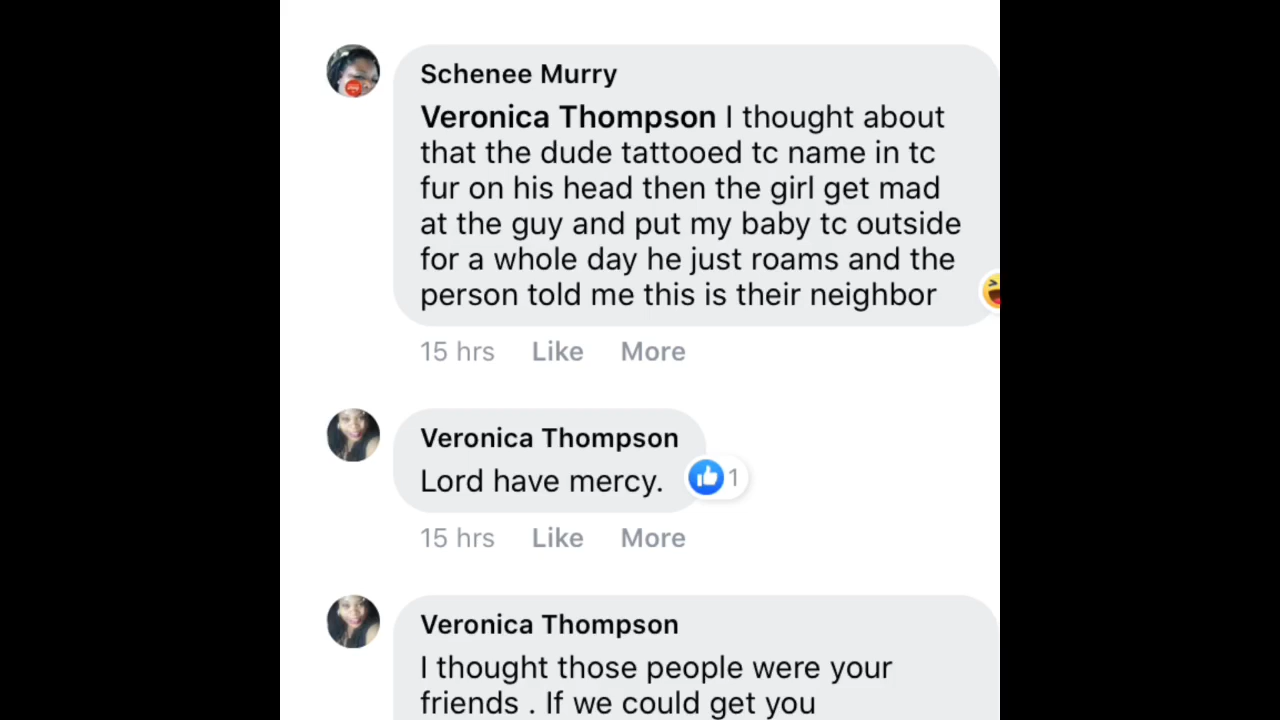 Schenee Murry
Veronica Thompson I thought about
that the dude tattooed tc name in tc
fur on his head then the girl get mad
at the guy and put my baby tc outside
for a whole day he just roams and the
person told me this is their neighbor
15 hrs Like More
Veronica Thompson
Lord have mercy. 1
15 hrs Like More
Veronica Thompson
I thought those people were your
friends . If we could get you